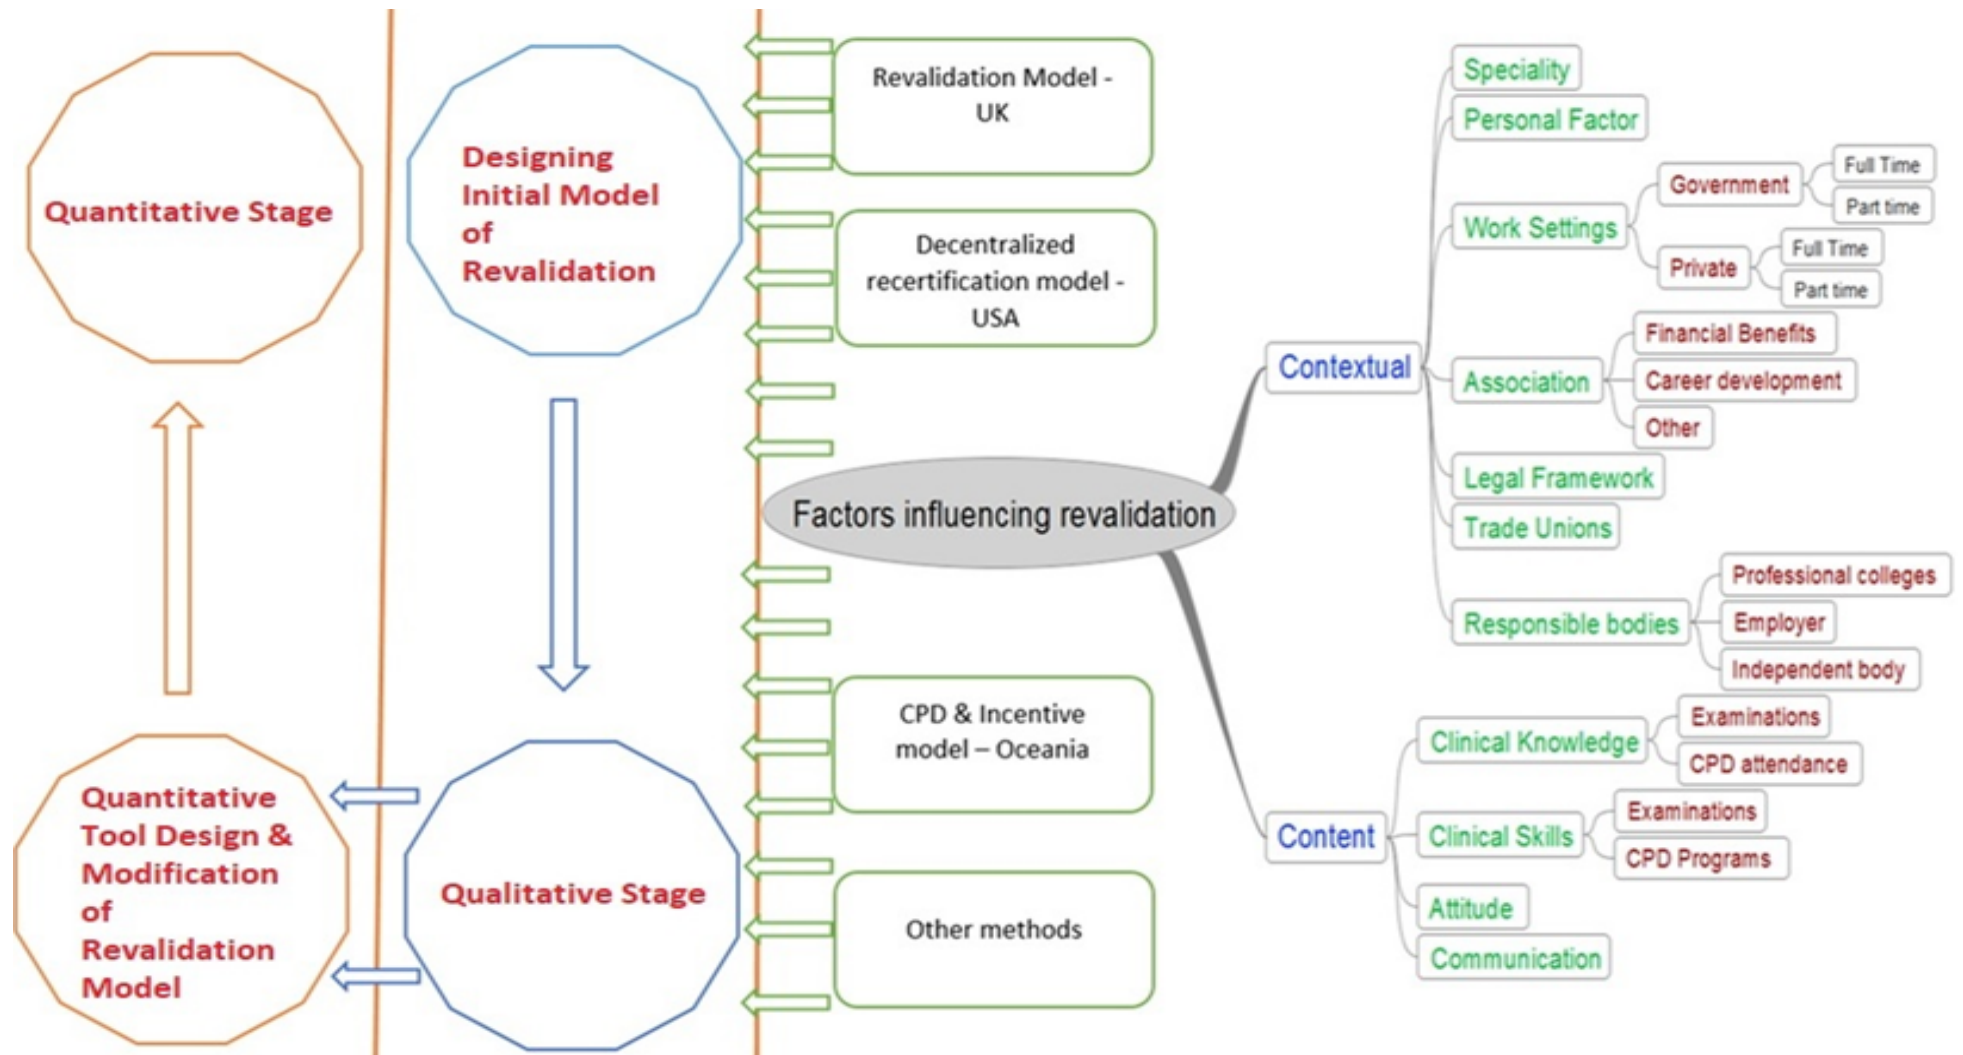 Quantitative Stage
Quantitative
Tool Design &
Modification
of
Revalidation
Model
Designing
Initial Model
of
Revalidation
Qualitative Stage
Revalidation Model -
UK
Decentralized
recertification model -
USA
Factors influencing revalidation
CPD & Incentive
model – Oceania
Other methods
Contextual
Speciality
Personal Factor
Work Settings
Government
Full Time
Part time
Private
Full Time
Part time
Association
Financial Benefits
Career development
Other
Legal Framework
Trade Unions
Responsible bodies
Professional colleges
Employer
Independent body
Content
Clinical Knowledge
Examinations
CPD attendance
Clinical Skills
Examinations
CPD Programs
Attitude
Communication